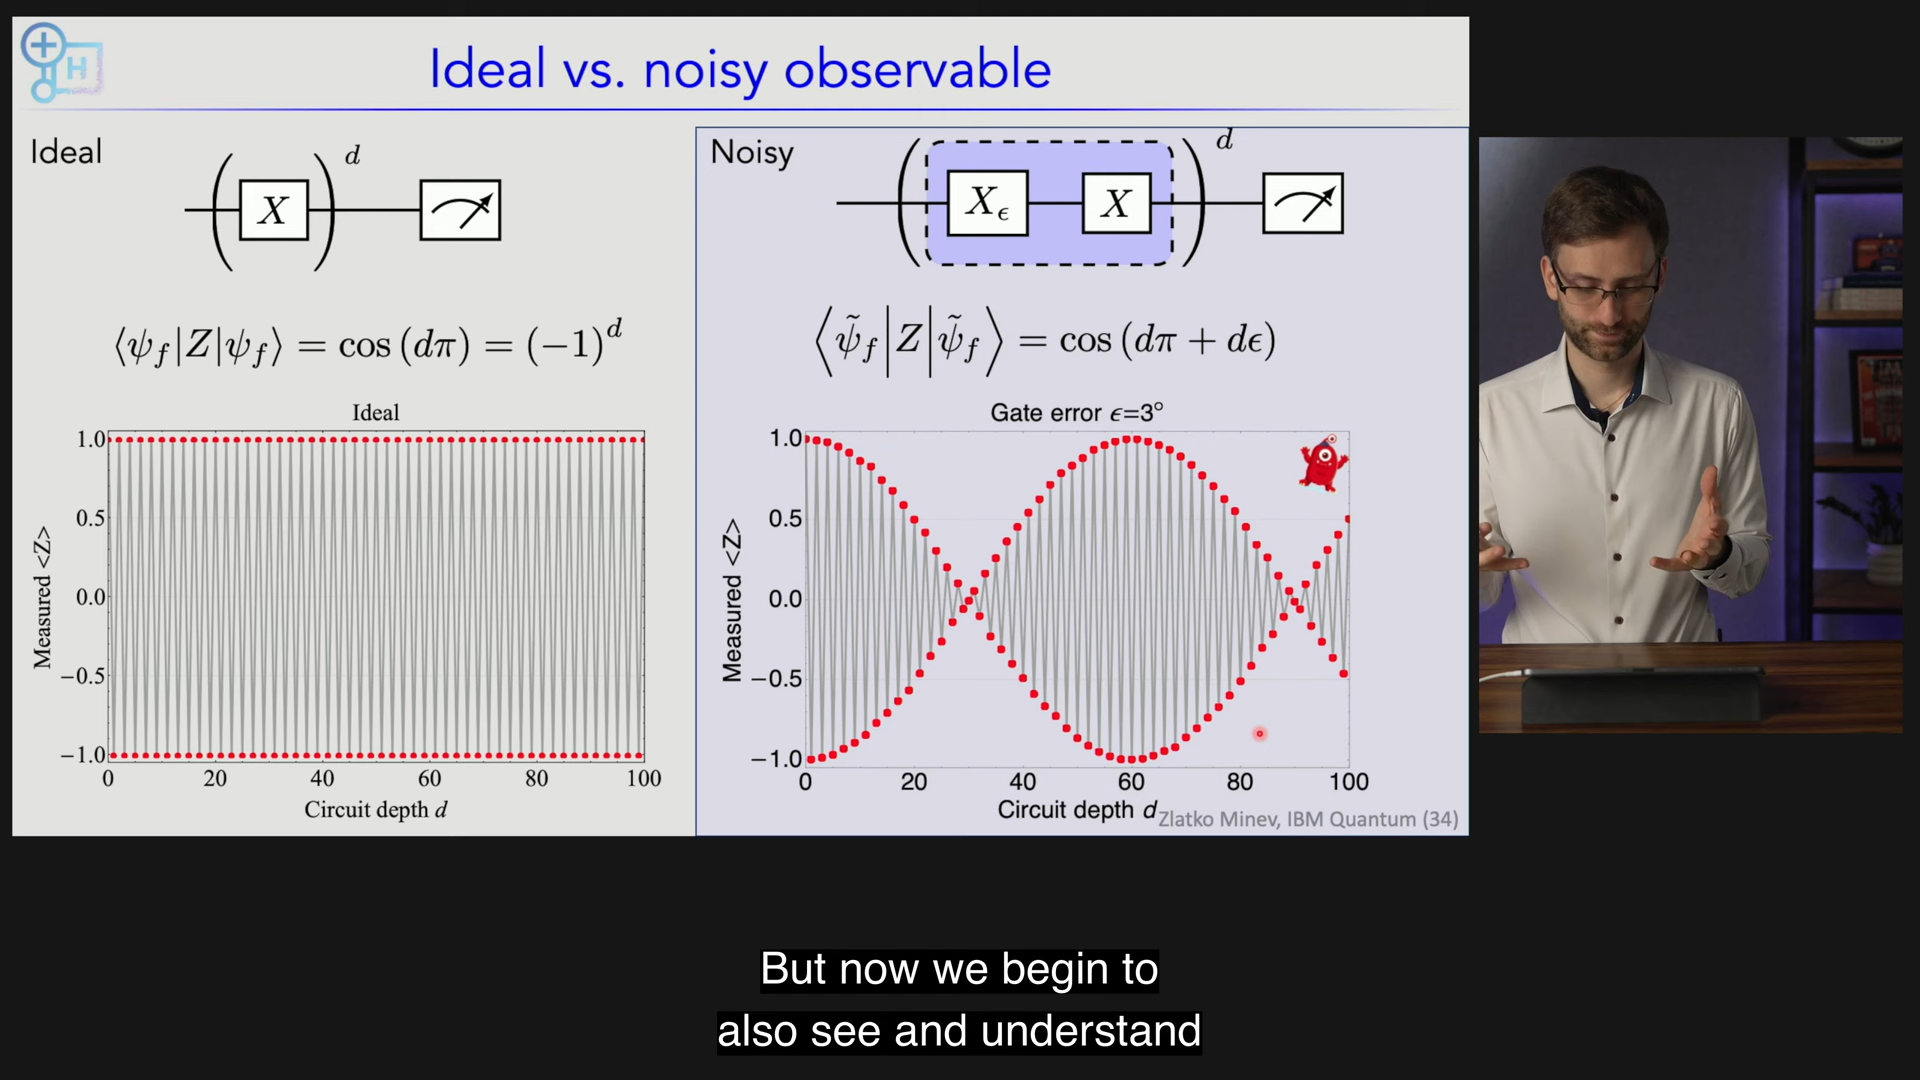 H
Ideal vs. noisy observable
Ideal
( X )^d
⟨ψ_f|Z|ψ_f⟩ = cos (dπ) = (−1)^d
Ideal
Measured <Z>
1.0
0.5
0.0
−0.5
−1.0
0 20 40 60 80 100
Circuit depth d
Noisy
( X_ϵ X )^d
⟨ψ̃_f|Z|ψ̃_f⟩ = cos (dπ + dϵ)
Gate error ϵ=3°
Measured <Z>
1.0
0.5
0.0
−0.5
−1.0
0 20 40 60 80 100
Circuit depth d
Zlatko Minev, IBM Quantum (34)
But now we begin to
also see and understand